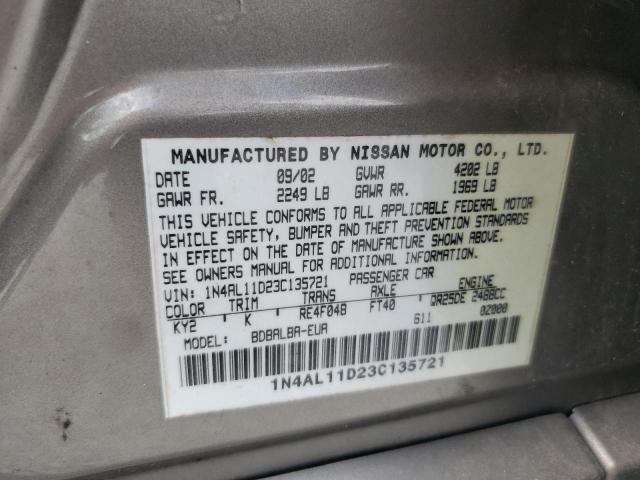 MANUFACTURED BY NISSAN MOTOR CO., LTD.
DATE 09/02 GVWR 4202 LB
GAWR FR. 2249 LB GAWR RR. 1969 LB
THIS VEHICLE CONFORMS TO ALL APPLICABLE FEDERAL MOTOR
VEHICLE SAFETY, BUMPER AND THEFT PREVENTION STANDARDS
IN EFFECT ON THE DATE OF MANUFACTURE SHOWN ABOVE.
SEE OWNERS MANUAL FOR ADDITIONAL INFORMATION.
VIN: 1N4AL11D23C135721 PASSENGER CAR
COLOR TRIM TRANS AXLE ENGINE
KY2 K RE4F04B FT40 QR25DE 2488CC
MODEL: BDBALBA-EUA 611 02000
1N4AL11D23C135721